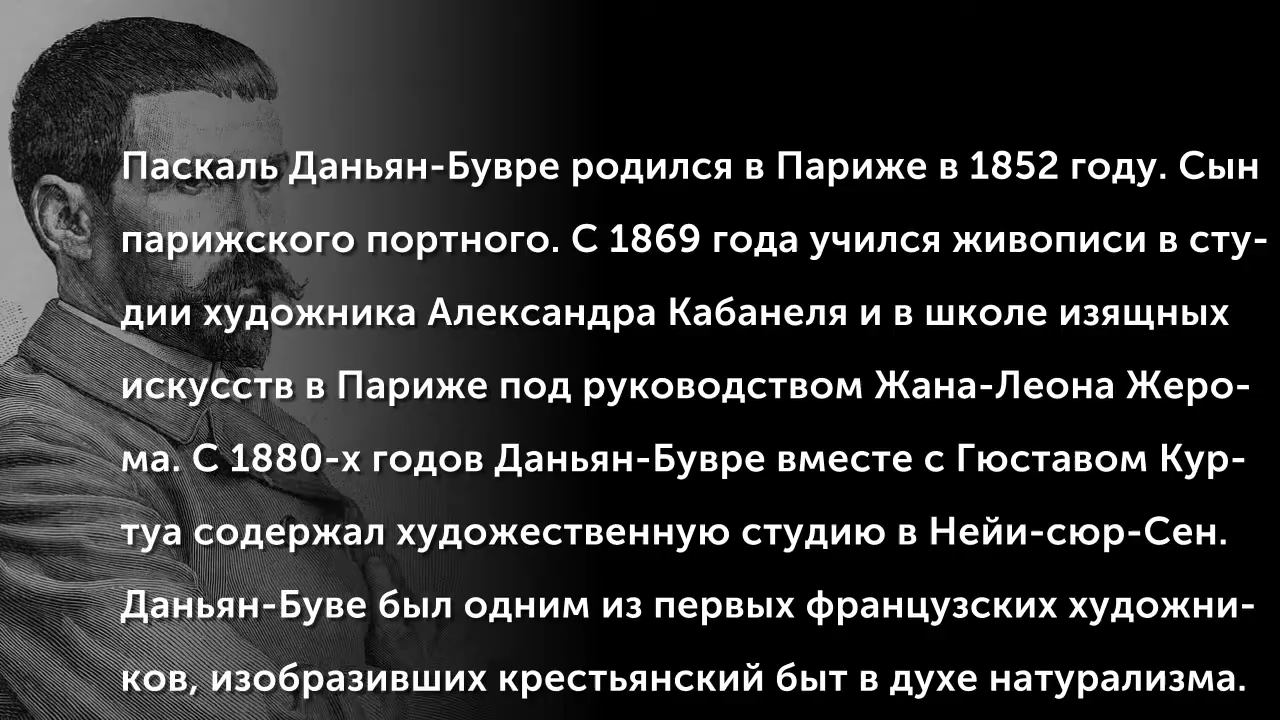 Паскаль Даньян-Бувре родился в Париже в 1852 году. Сын
парижского портного. С 1869 года учился живописи в сту-
дии художника Александра Кабанеля и в школе изящных
искусств в Париже под руководством Жана-Леона Жеро-
ма. С 1880-х годов Даньян-Бувре вместе с Гюставом Кур-
туа содержал художественную студию в Нейи-сюр-Сен.
Даньян-Буве был одним из первых французских художни-
ков, изобразивших крестьянский быт в духе натурализма.